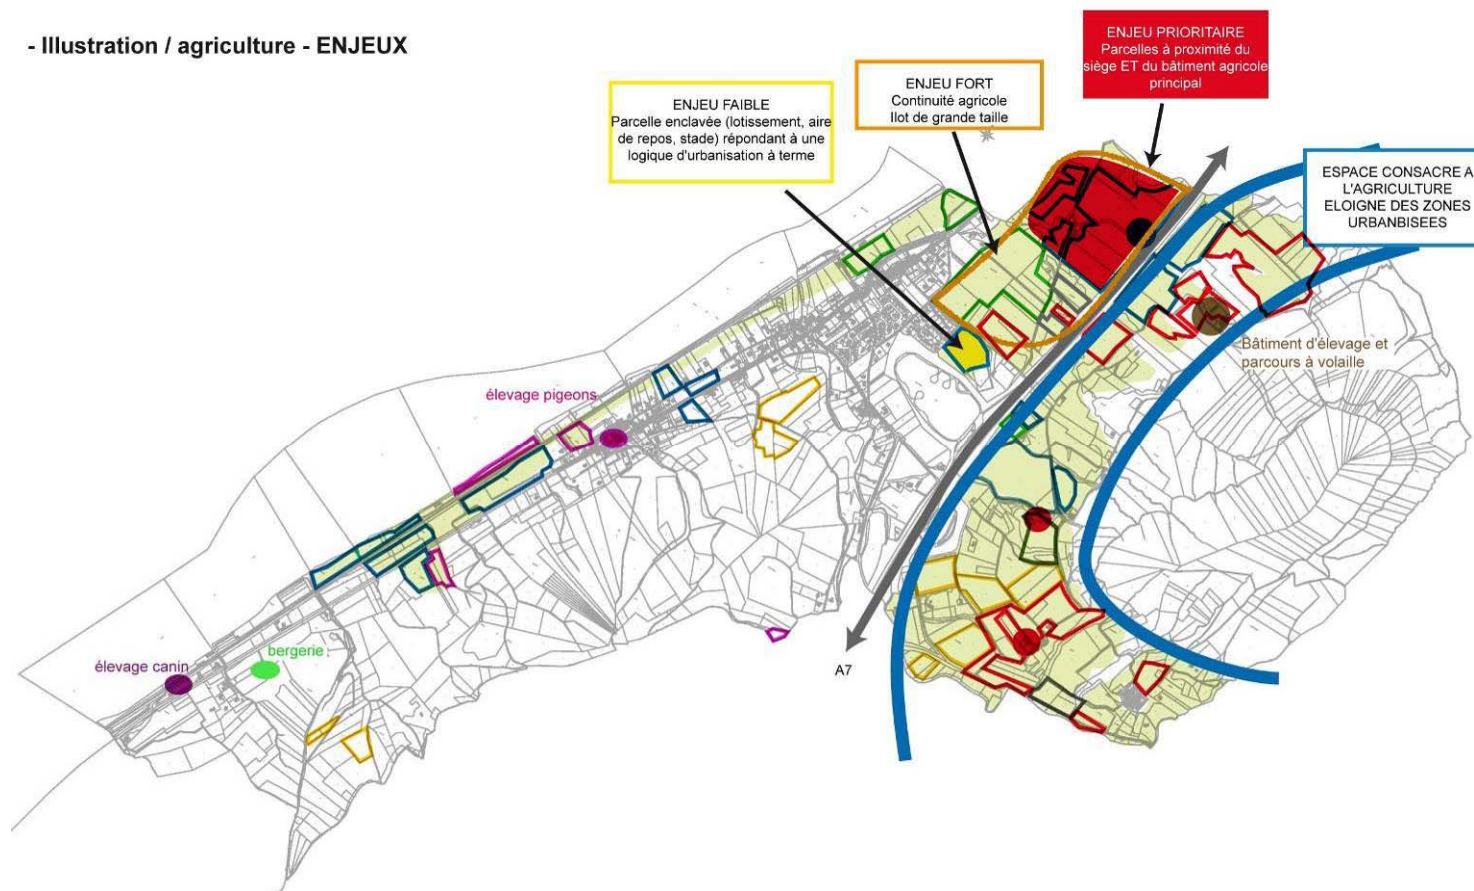 - Illustration / agriculture - ENJEUX
ENJEU PRIORITAIRE
Parcelles à proximité du
siège ET du bâtiment agricole
principal
ENJEU FORT
Continuité agricole
Ilot de grande taille
ENJEU FAIBLE
Parcelle enclavée (lotissement, aire
de repos, stade) répondant à une
logique d'urbanisation à terme
ESPACE CONSACRE A
L'AGRICULTURE
ELOIGNE DES ZONES
URBANBISEES
Bâtiment d'élevage et
parcours à volaille
élevage pigeons
bergerie
élevage canin
A7